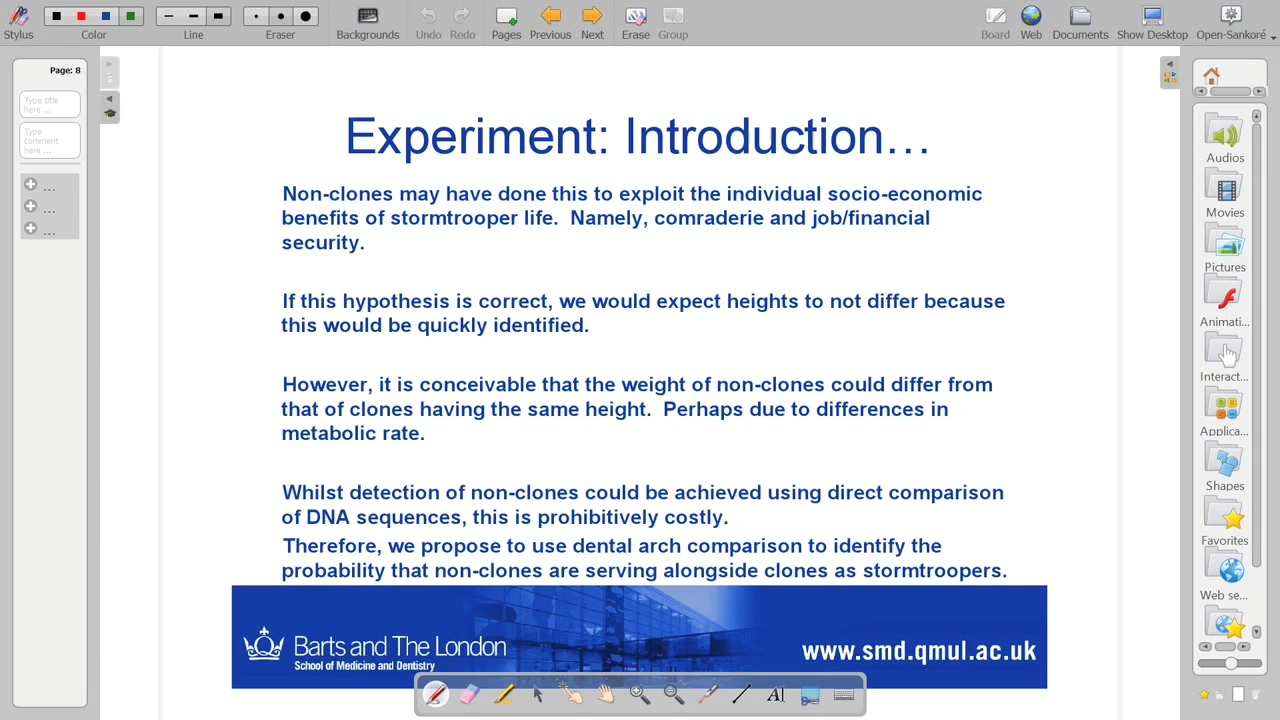 Stylus
Color
Line
Eraser
Backgrounds
Undo
Redo
Pages
Previous
Next
Erase
Group
Board
Web
Documents
Show Desktop
Open-Sankoré
Page: 8
Type title
here ...
Type
comment
here ...
...
...
...
Experiment: Introduction…
Non-clones may have done this to exploit the individual socio-economic
benefits of stormtrooper life. Namely, comraderie and job/financial
security.
If this hypothesis is correct, we would expect heights to not differ because
this would be quickly identified.
However, it is conceivable that the weight of non-clones could differ from
that of clones having the same height. Perhaps due to differences in
metabolic rate.
Whilst detection of non-clones could be achieved using direct comparison
of DNA sequences, this is prohibitively costly.
Therefore, we propose to use dental arch comparison to identify the
probability that non-clones are serving alongside clones as stormtroopers.
Barts and The London
School of Medicine and Dentistry
www.smd.qmul.ac.uk
AI
Audios
Movies
Pictures
Animati...
Interact...
Applica...
Shapes
Favorites
Web se...